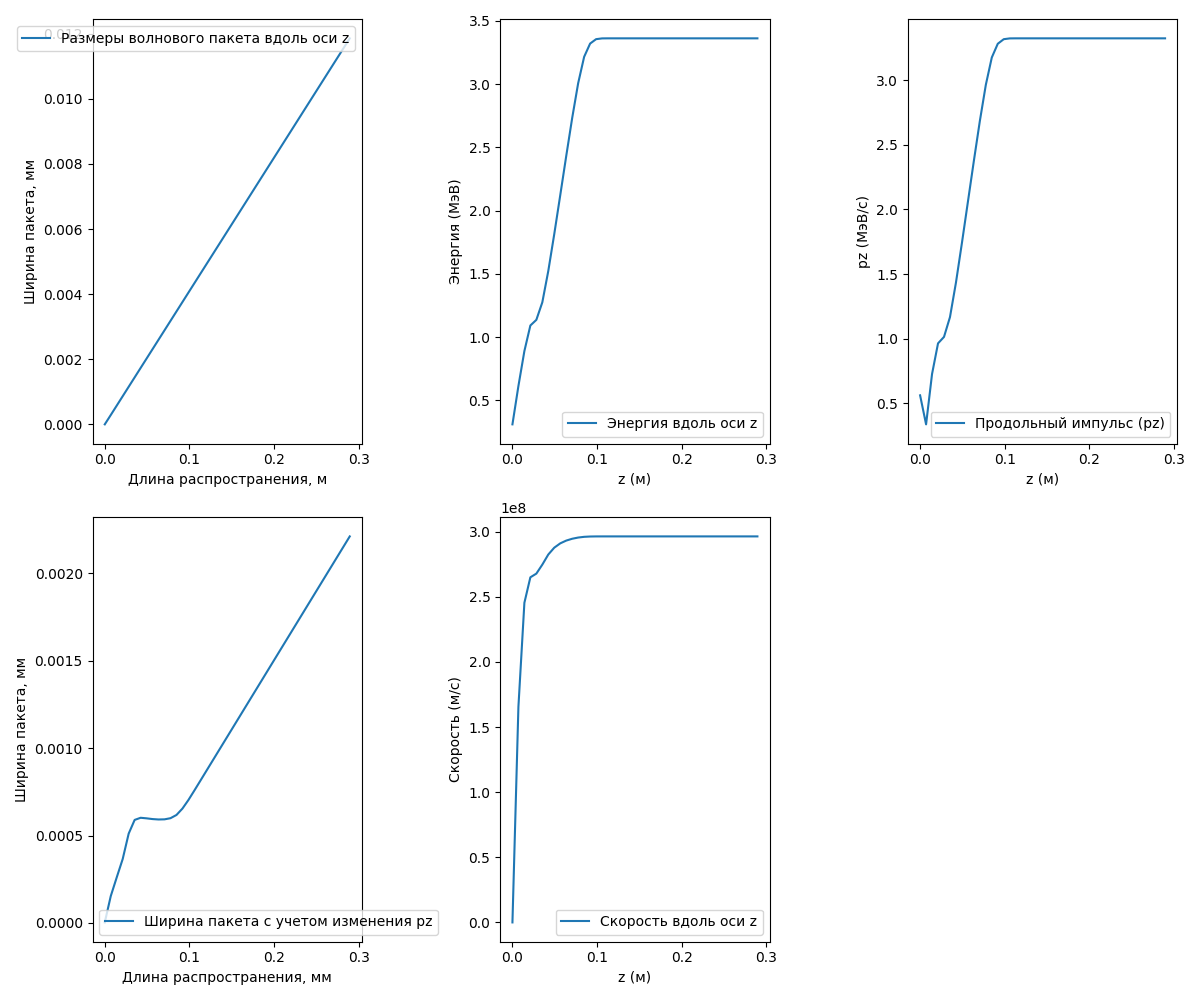 Размеры волнового пакета вдоль оси z
0.012
0.010
0.008
0.006
0.004
0.002
0.000
Ширина пакета, мм
0.0 0.1 0.2 0.3
Длина распространения, м
3.5
3.0
2.5
2.0
1.5
1.0
0.5
Энергия (МэВ)
Энергия вдоль оси z
0.0 0.1 0.2 0.3
z (м)
3.0
2.5
2.0
1.5
1.0
0.5
pz (МэВ/с)
Продольный импульс (pz)
0.0 0.1 0.2 0.3
z (м)
0.0020
0.0015
0.0010
0.0005
0.0000
Ширина пакета, мм
Ширина пакета с учетом изменения pz
0.0 0.1 0.2 0.3
Длина распространения, мм
1e8
3.0
2.5
2.0
1.5
1.0
0.5
0.0
Скорость (м/с)
Скорость вдоль оси z
0.0 0.1 0.2 0.3
z (м)